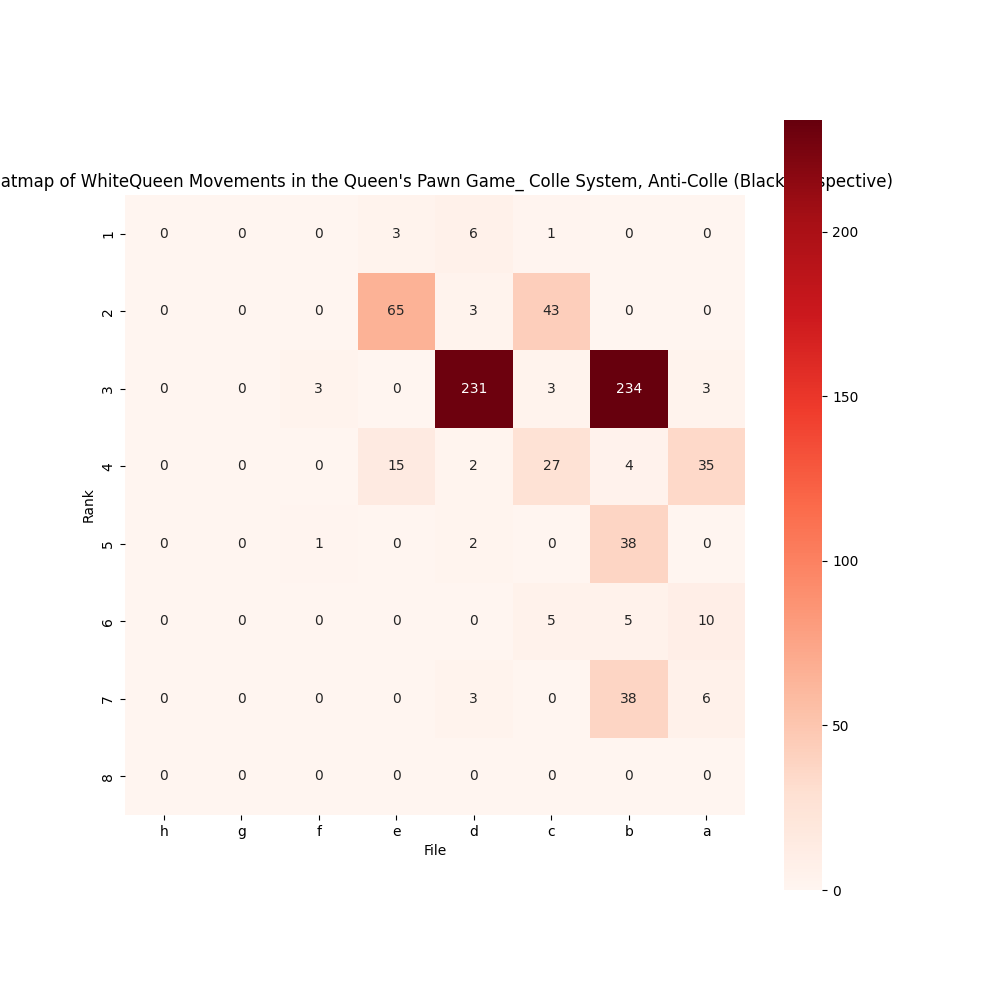 atmap of WhiteQueen Movements in the Queen's Pawn Game_ Colle System, Anti-Colle (Black spective)
1 0 0 0 3 6 1 0 0
2 0 0 0 65 3 43 0 0
3 0 0 3 0 231 3 234 3
4 0 0 0 15 2 27 4 35
5 0 0 1 0 2 0 38 0
6 0 0 0 0 0 5 5 10
7 0 0 0 0 3 0 38 6
8 0 0 0 0 0 0 0 0
h g f e d c b a
File
Rank
200
150
100
50
0